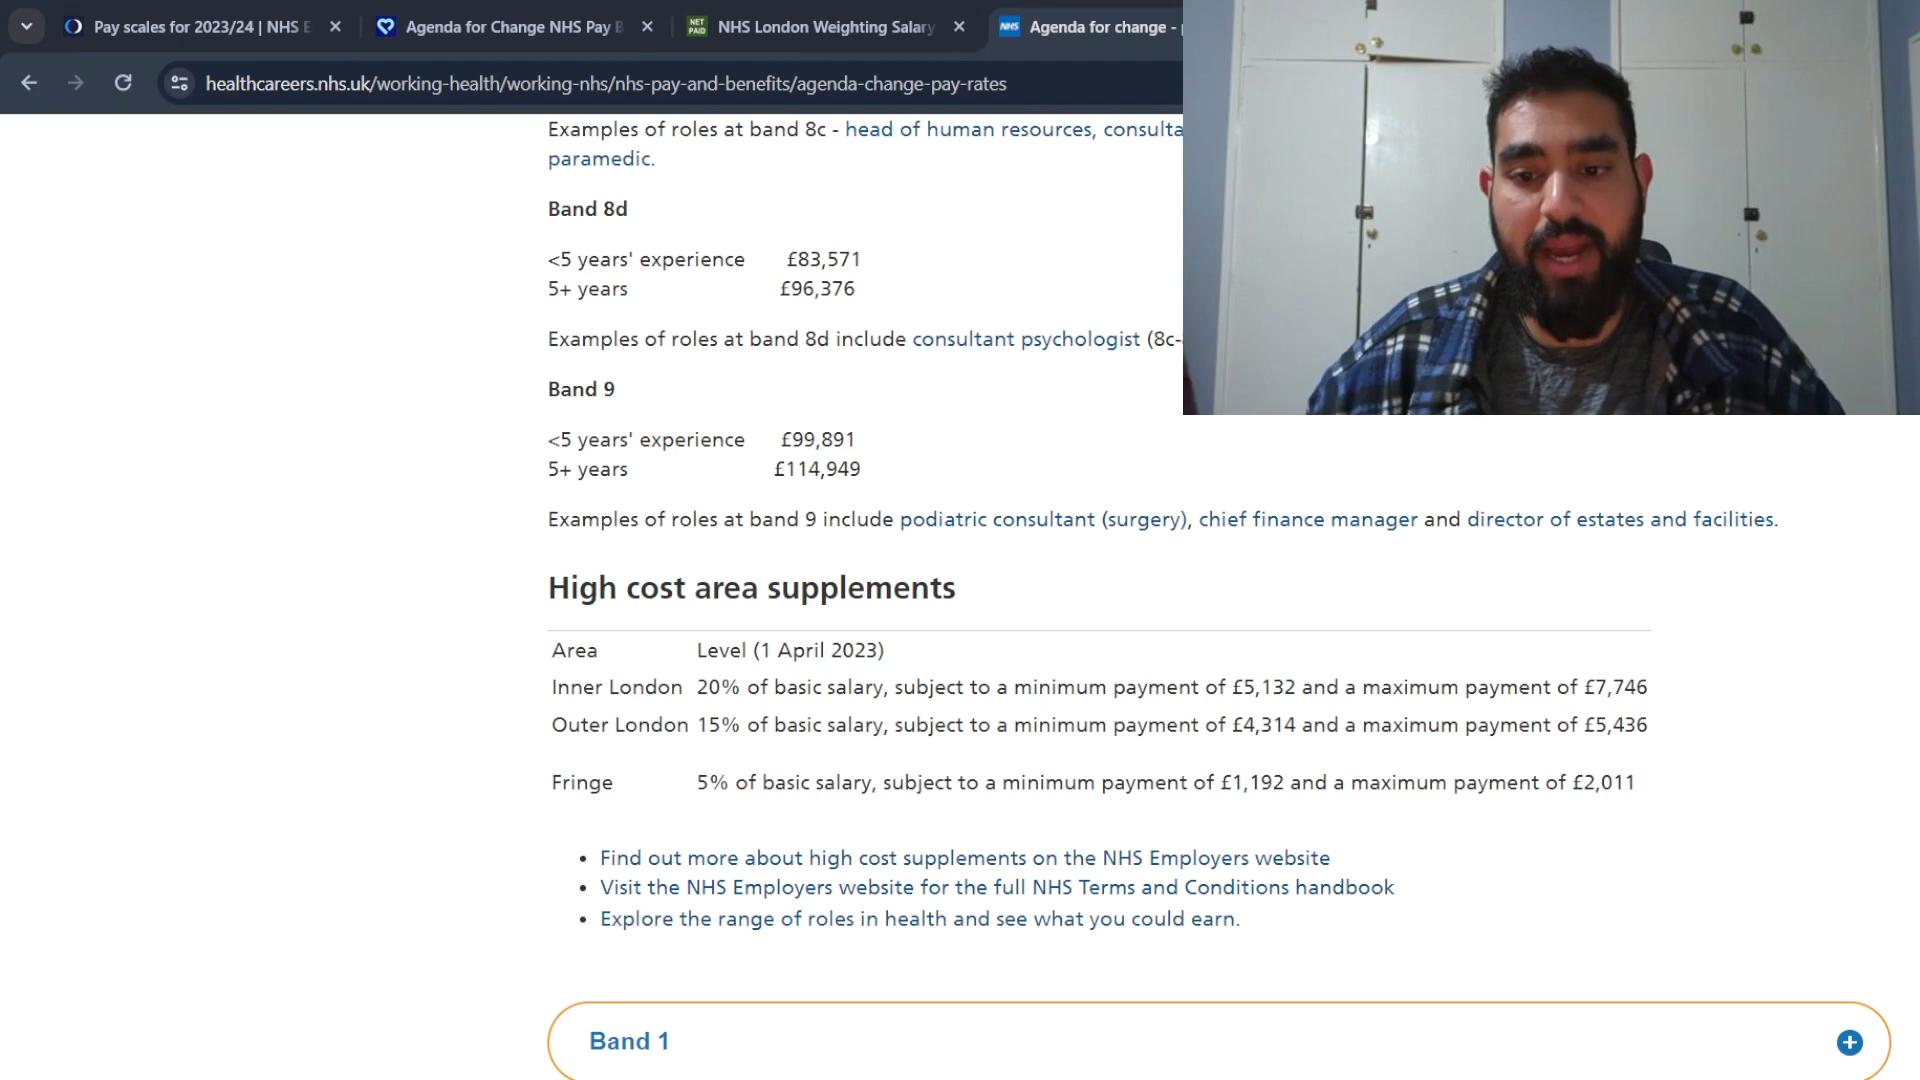 Pay scales for 2023/24 | NHS E
Agenda for Change NHS Pay B
NET PAID
NHS London Weighting Salary
NHS
Agenda for change - p
healthcareers.nhs.uk/working-health/working-nhs/nhs-pay-and-benefits/agenda-change-pay-rates
Examples of roles at band 8c - head of human resources, consulta
paramedic.
Band 8d
<5 years' experience £83,571
5+ years £96,376
Examples of roles at band 8d include consultant psychologist (8c-
Band 9
<5 years' experience £99,891
5+ years £114,949
Examples of roles at band 9 include podiatric consultant (surgery), chief finance manager and director of estates and facilities.
High cost area supplements
Area Level (1 April 2023)
Inner London 20% of basic salary, subject to a minimum payment of £5,132 and a maximum payment of £7,746
Outer London 15% of basic salary, subject to a minimum payment of £4,314 and a maximum payment of £5,436
Fringe 5% of basic salary, subject to a minimum payment of £1,192 and a maximum payment of £2,011
• Find out more about high cost supplements on the NHS Employers website
• Visit the NHS Employers website for the full NHS Terms and Conditions handbook
• Explore the range of roles in health and see what you could earn.
Band 1